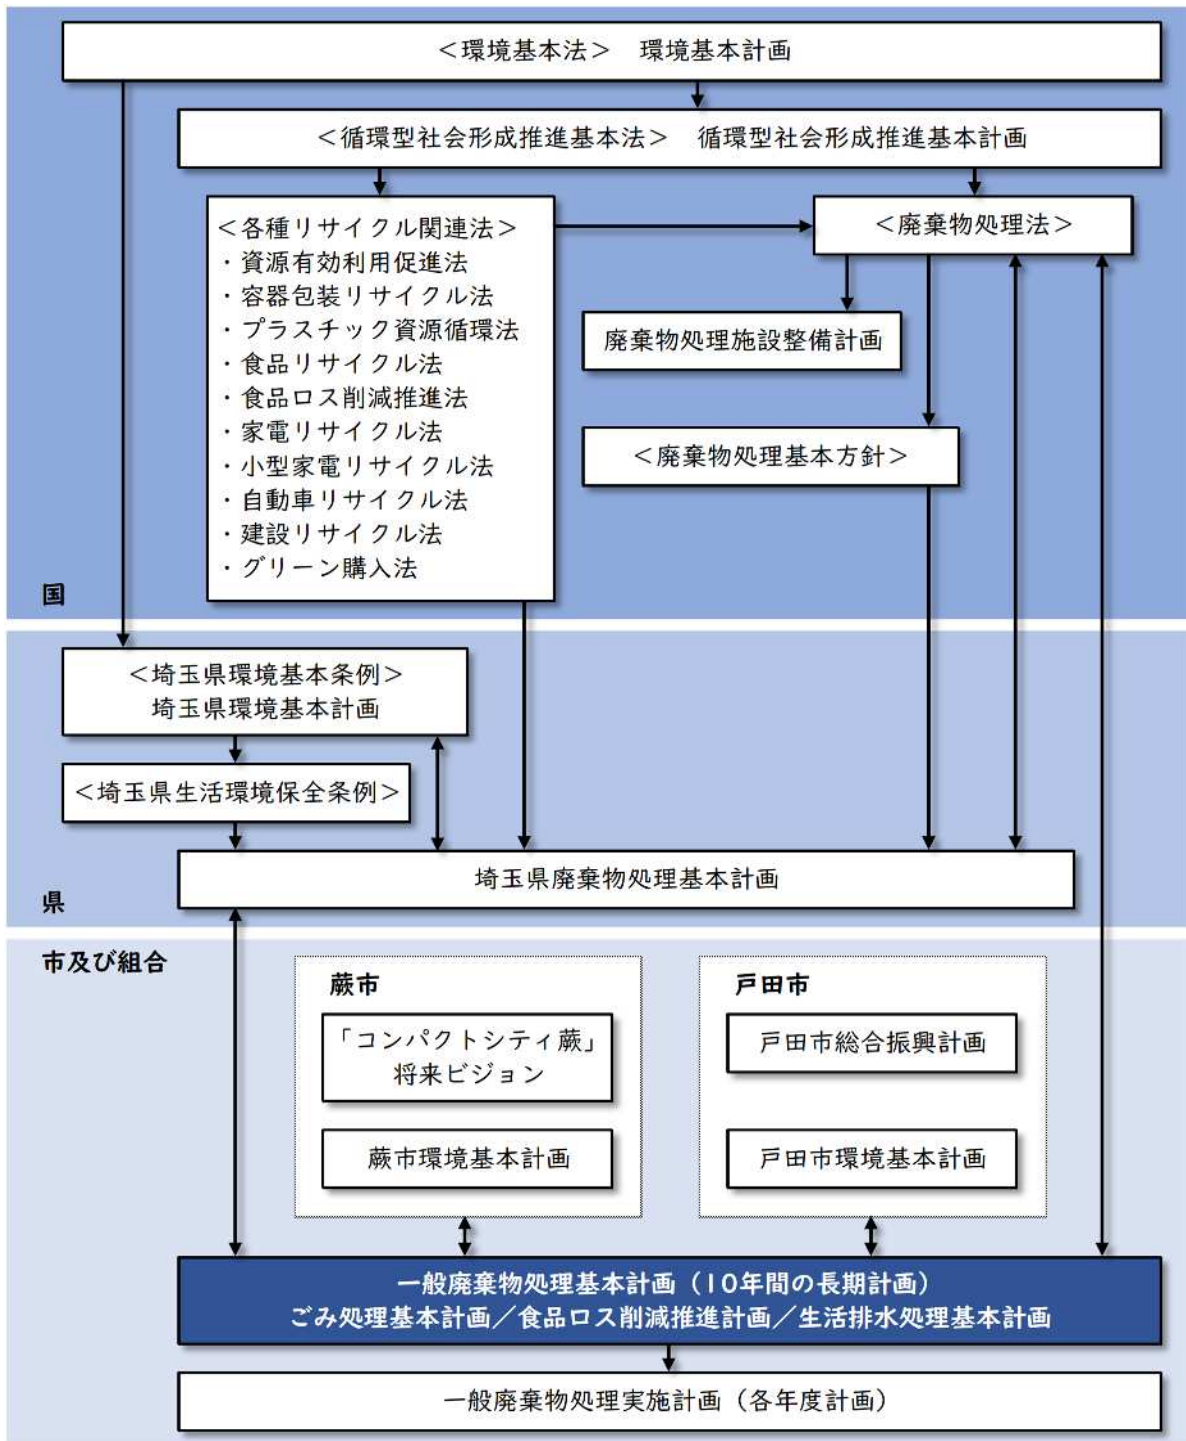 <環境基本法>　環境基本計画
<循環型社会形成推進基本法>　循環型社会形成推進基本計画
<各種リサイクル関連法>
・資源有効利用促進法
・容器包装リサイクル法
・プラスチック資源循環法
・食品リサイクル法
・食品ロス削減推進法
・家電リサイクル法
・小型家電リサイクル法
・自動車リサイクル法
・建設リサイクル法
・グリーン購入法
<廃棄物処理法>
廃棄物処理施設整備計画
<廃棄物処理基本方針>
国
<埼玉県環境基本条例>
埼玉県環境基本計画
<埼玉県生活環境保全条例>
埼玉県廃棄物処理基本計画
県
市及び組合
蕨市
「コンパクトシティ蕨」
将来ビジョン
蕨市環境基本計画
戸田市
戸田市総合振興計画
戸田市環境基本計画
一般廃棄物処理基本計画（10年間の長期計画）
ごみ処理基本計画／食品ロス削減推進計画／生活排水処理基本計画
一般廃棄物処理実施計画（各年度計画）